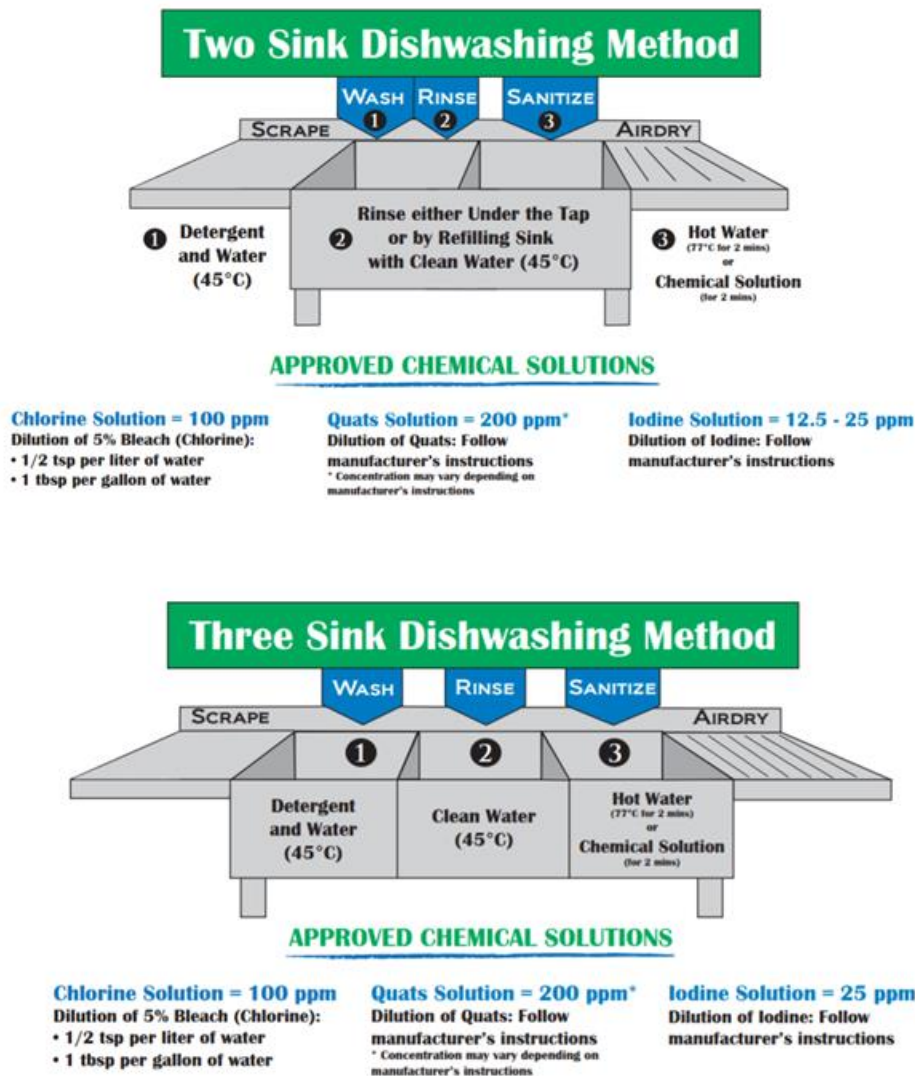 Two Sink Dishwashing Method
WASH RINSE SANITIZE
1 2 3
SCRAPE AIRDRY
1 Detergent
and Water
(45°C)
2 Rinse either Under the Tap
or by Refilling Sink
with Clean Water (45°C)
3 Hot Water
(77°C for 2 mins)
or
Chemical Solution
(for 2 mins)
APPROVED CHEMICAL SOLUTIONS
Chlorine Solution = 100 ppm
Dilution of 5% Bleach (Chlorine):
• 1/2 tsp per liter of water
• 1 tbsp per gallon of water
Quats Solution = 200 ppm*
Dilution of Quats: Follow
manufacturer's instructions
* Concentration may vary depending on
manufacturer's instructions
Iodine Solution = 12.5 - 25 ppm
Dilution of Iodine: Follow
manufacturer's instructions
Three Sink Dishwashing Method
WASH RINSE SANITIZE
SCRAPE AIRDRY
1 2 3
Detergent
and Water
(45°C)
Clean Water
(45°C)
Hot Water
(77°C for 2 mins)
or
Chemical Solution
(for 2 mins)
APPROVED CHEMICAL SOLUTIONS
Chlorine Solution = 100 ppm
Dilution of 5% Bleach (Chlorine):
• 1/2 tsp per liter of water
• 1 tbsp per gallon of water
Quats Solution = 200 ppm*
Dilution of Quats: Follow
manufacturer's instructions
* Concentration may vary depending on
manufacturer's instructions
Iodine Solution = 25 ppm
Dilution of Iodine: Follow
manufacturer's instructions